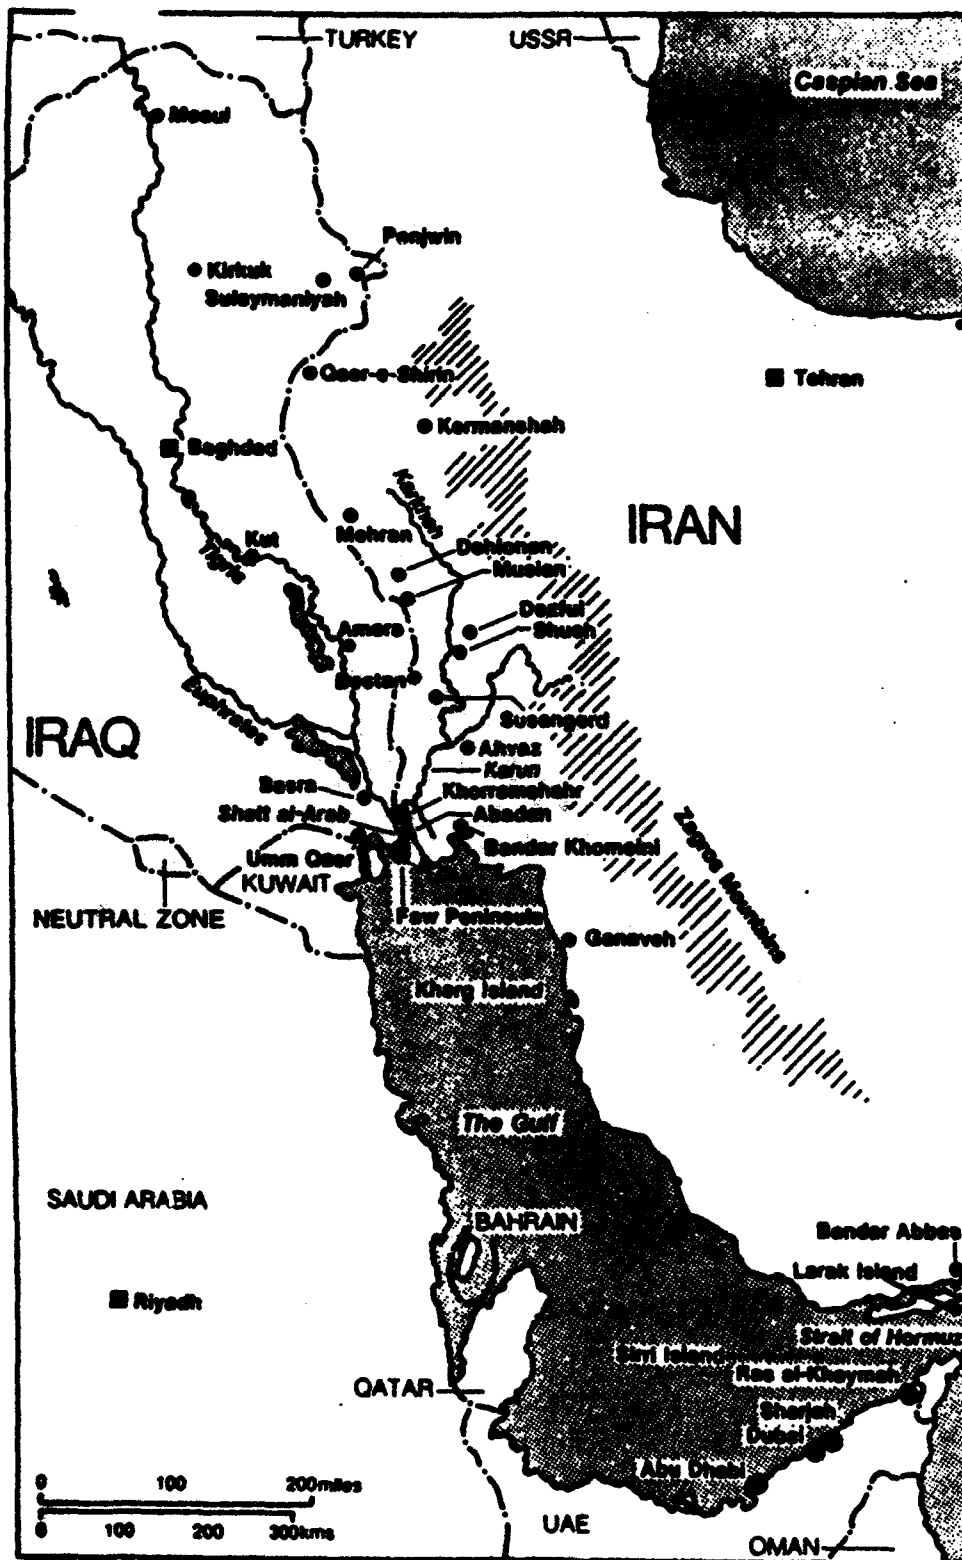 TURKEY
USSR
Caspian Sea
Mosul
Penjwin
Kirkuk
Suleymaniyah
Qasr-e-Shirin
Tehran
Kermanshah
Baghdad
Karkheh
IRAN
Mehran
Kut
Tigris
Dehloran
Musian
Dezful
Shush
Amara
Bostan
Euphrates
Susangerd
IRAQ
Ahvaz
Karun
Basra
Khorramshahr
Shatt al-Arab
Abadan
Umm Qasr
Bandar Khomeini
KUWAIT
Zagros Mountains
NEUTRAL ZONE
Faw Peninsula
Ganaveh
Kharg Island
The Gulf
SAUDI ARABIA
BAHRAIN
Bandar Abbas
Larak Island
Riyadh
Strait of Hormuz
Sirri Island
Ras al-Khaymah
QATAR
Sharjah
Dubai
Abu Dhabi
0 100 200miles
0 100 200 300kms
UAE
OMAN